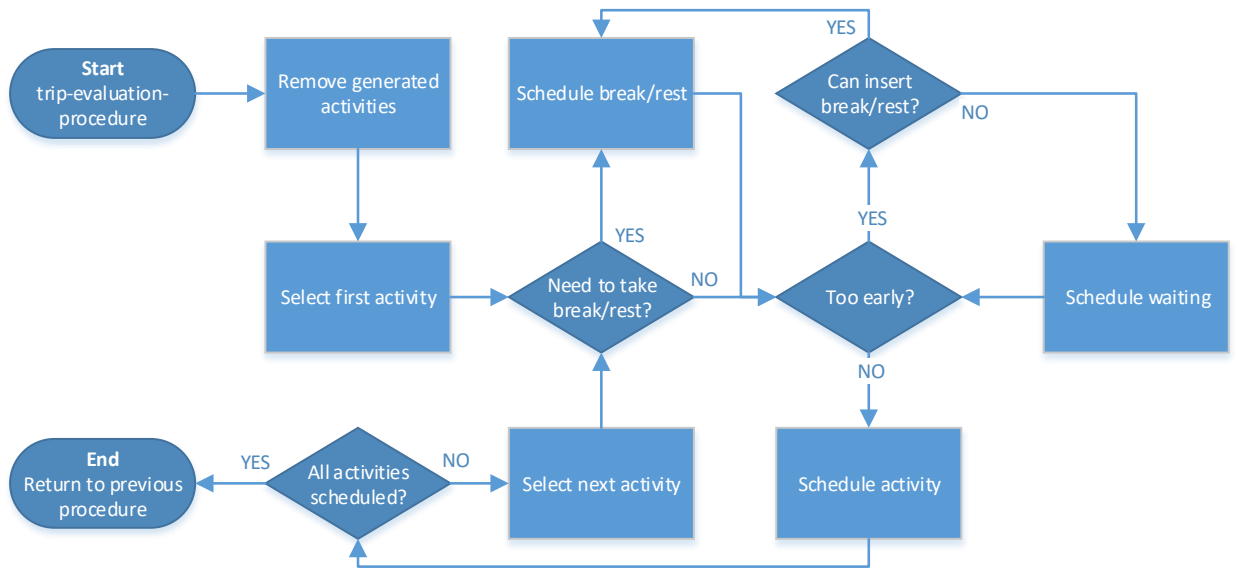 Start
trip-evaluation-
procedure
Remove generated
activities
Schedule break/rest
YES
Can insert
break/rest?
NO
Select first activity
YES
Need to take
break/rest?
NO
YES
Too early?
NO
Schedule waiting
End
Return to previous
procedure
YES
All activities
scheduled?
NO
Select next activity
Schedule activity